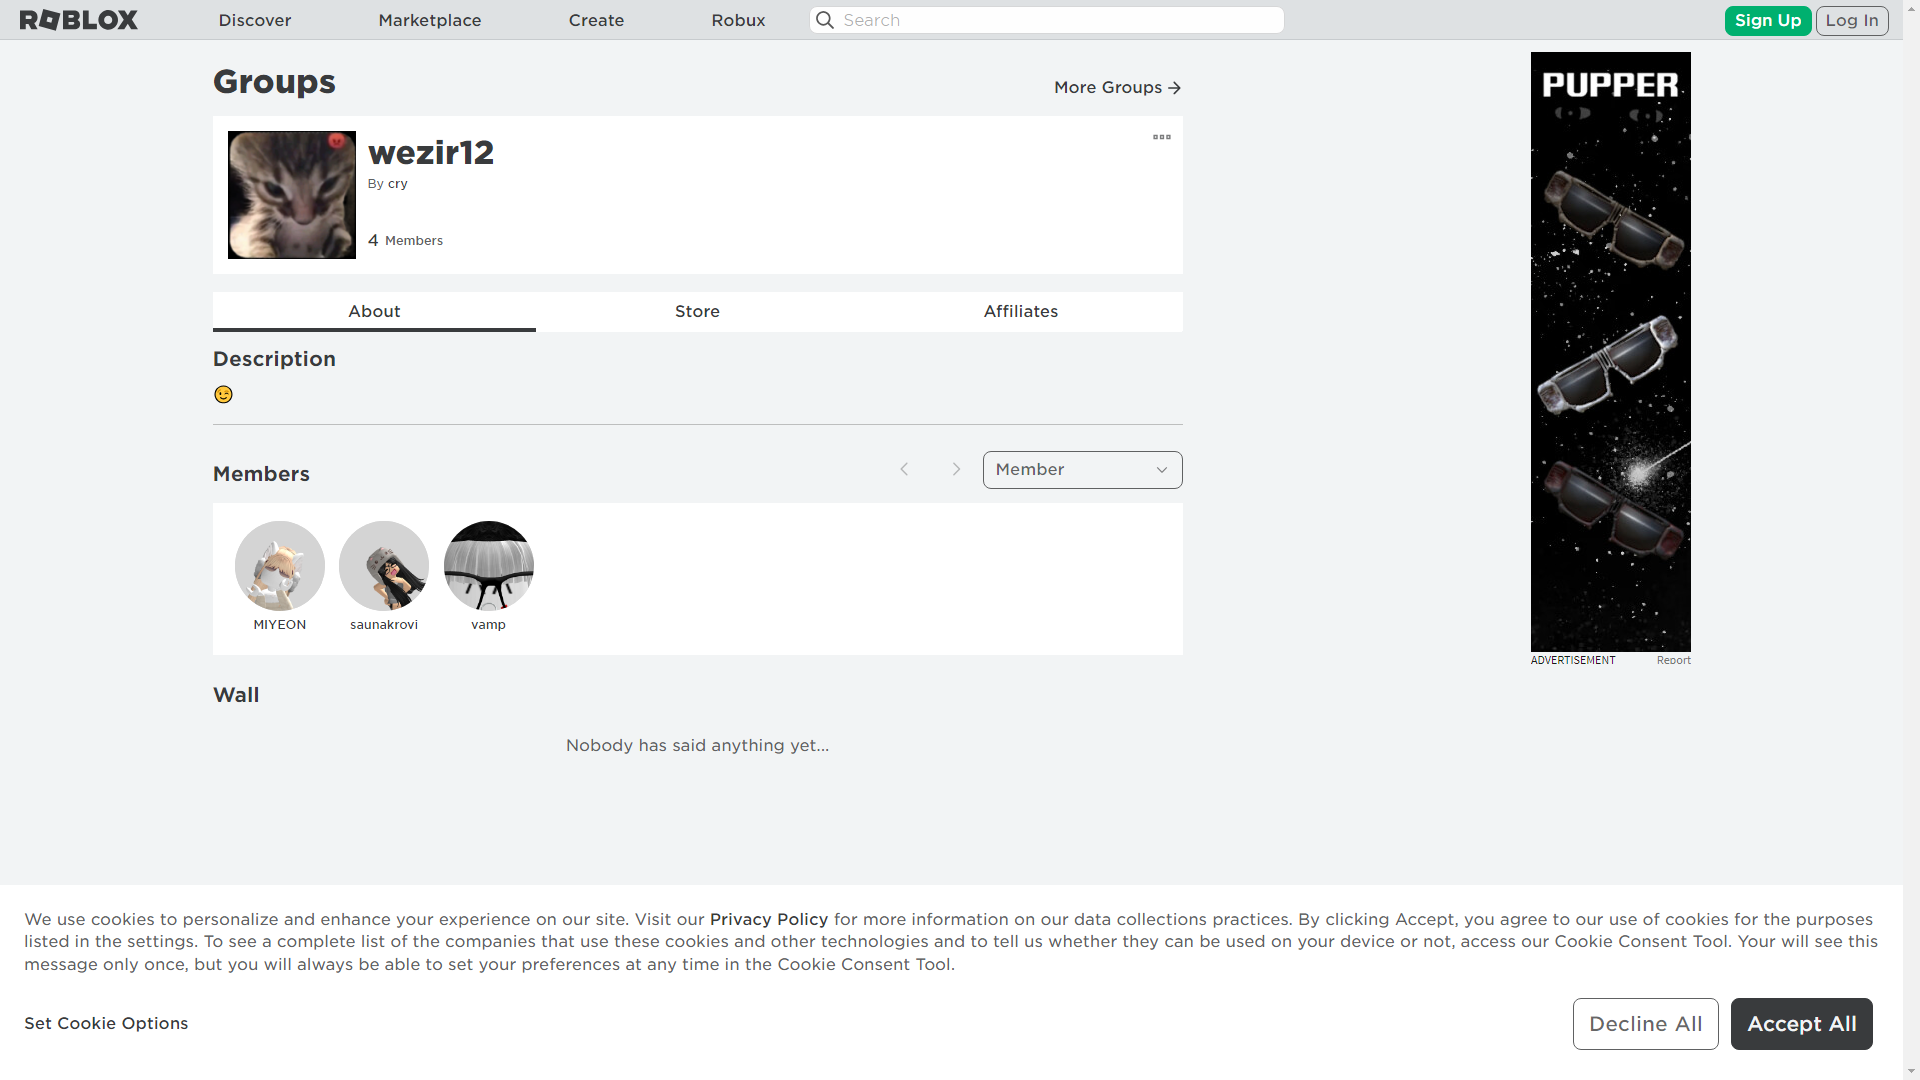 ROBLOX
Discover
Marketplace
Create
Robux
Search
Sign Up
Log In
Groups
More Groups
wezir12
By cry
4 Members
About
Store
Affiliates
Description
Members
Member
MIYEON
saunakrovi
vamp
Wall
Nobody has said anything yet...
PUPPER
ADVERTISEMENT
Report
We use cookies to personalize and enhance your experience on our site. Visit our Privacy Policy for more information on our data collections practices. By clicking Accept, you agree to our use of cookies for the purposes
listed in the settings. To see a complete list of the companies that use these cookies and other technologies and to tell us whether they can be used on your device or not, access our Cookie Consent Tool. Your will see this
message only once, but you will always be able to set your preferences at any time in the Cookie Consent Tool.
Set Cookie Options
Decline All
Accept All